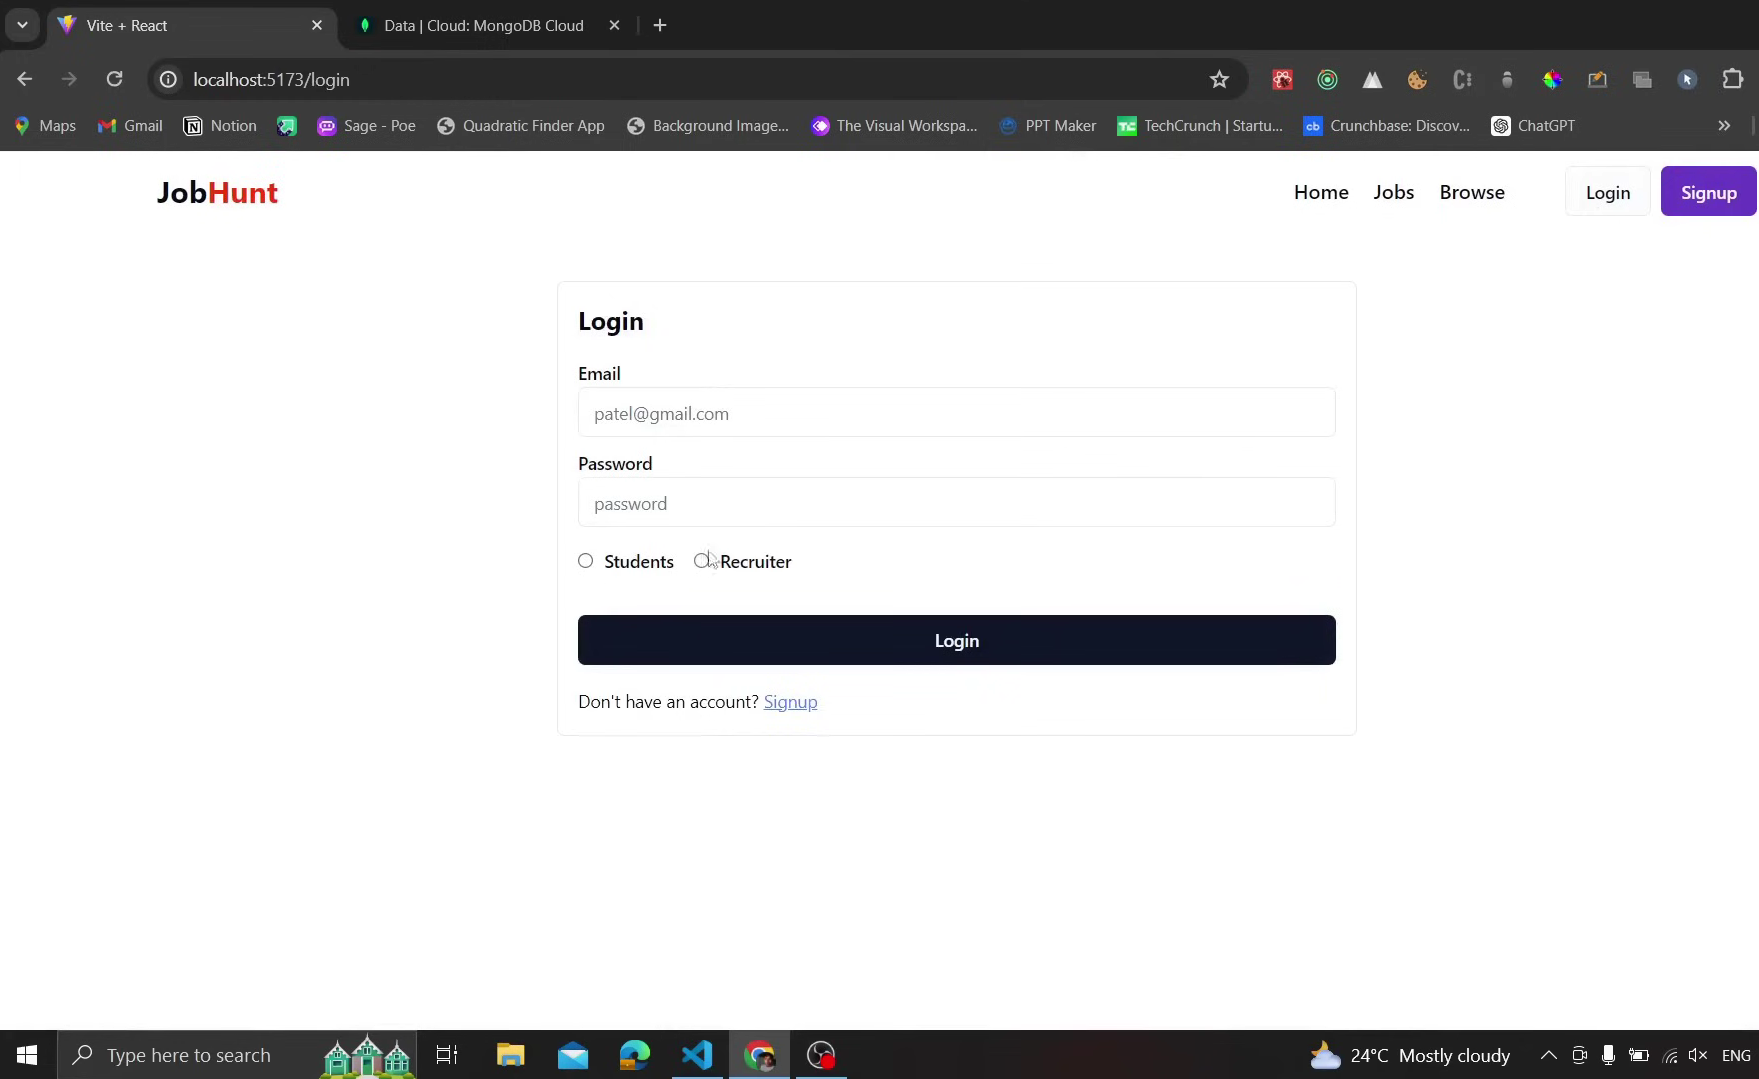 Vite + React
Data | Cloud: MongoDB Cloud
localhost:5173/login
Maps
Gmail
Notion
Sage - Poe
Quadratic Finder App
Background Image...
The Visual Workspa...
PPT Maker
TechCrunch | Startu...
Crunchbase: Discov...
ChatGPT
JobHunt
Home
Jobs
Browse
Login
Signup
Login
Email
patel@gmail.com
Password
password
Students
Recruiter
Login
Don't have an account? Signup
Type here to search
24°C Mostly cloudy
ENG